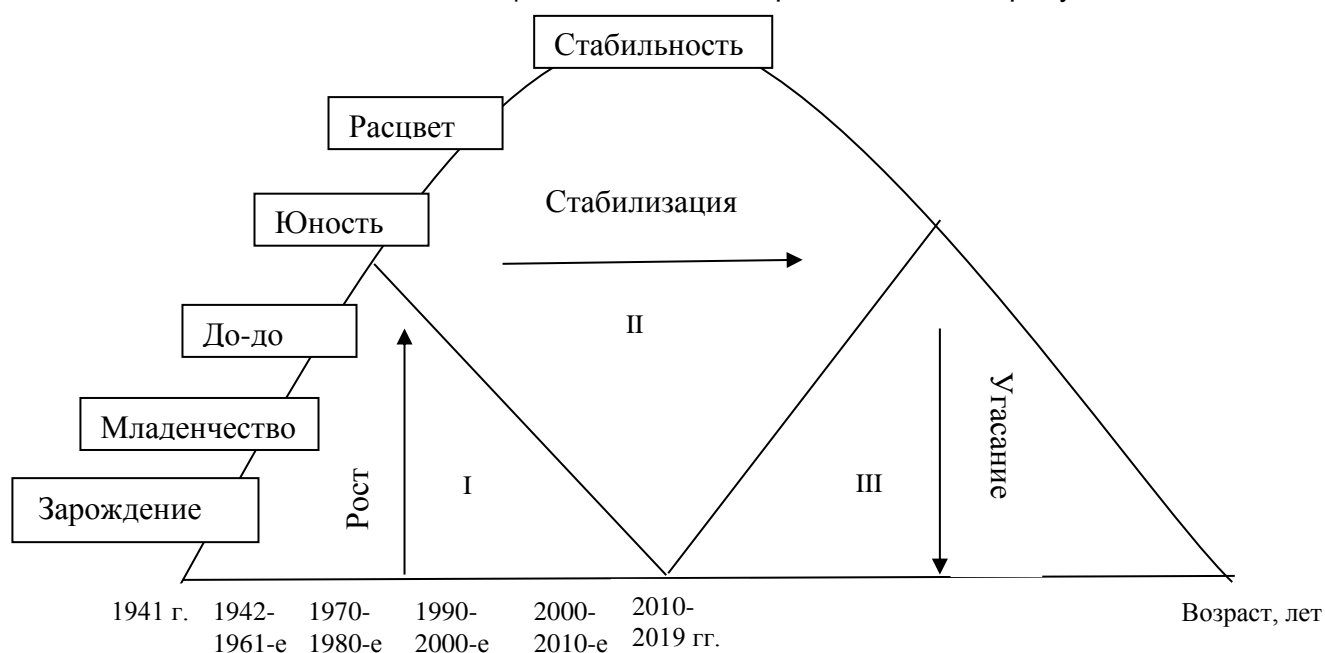 Стабильность
Расцвет
Юность
Стабилизация
До-до
II
Младенчество
Угасание
Рост
I
III
Зарождение
1941 г.
1942-
1961-е
1970-
1980-е
1990-
2000-е
2000-
2010-е
2010-
2019 гг.
Возраст, лет